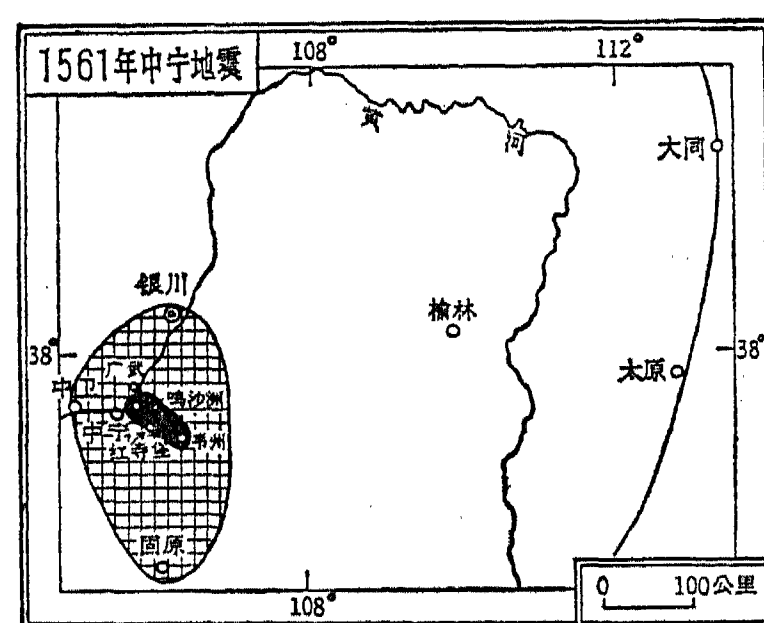 1561年中宁地震
108°
112°
黄河
大同
银川
榆林
38°
38°
广武
太原
中卫
鸣沙洲
中宁
韦州
红寺堡
固原
0 100公里
108°